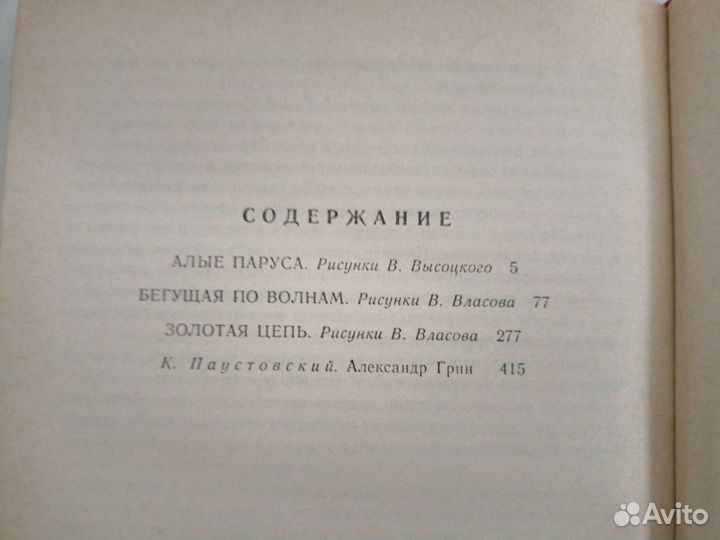 СОДЕРЖАНИЕ
АЛЫЕ ПАРУСА. Рисунки В. Высоцкого 5
БЕГУЩАЯ ПО ВОЛНАМ. Рисунки В. Власова 77
ЗОЛОТАЯ ЦЕПЬ. Рисунки В. Власова 277
К. Паустовский. Александр Грин 415
Avito